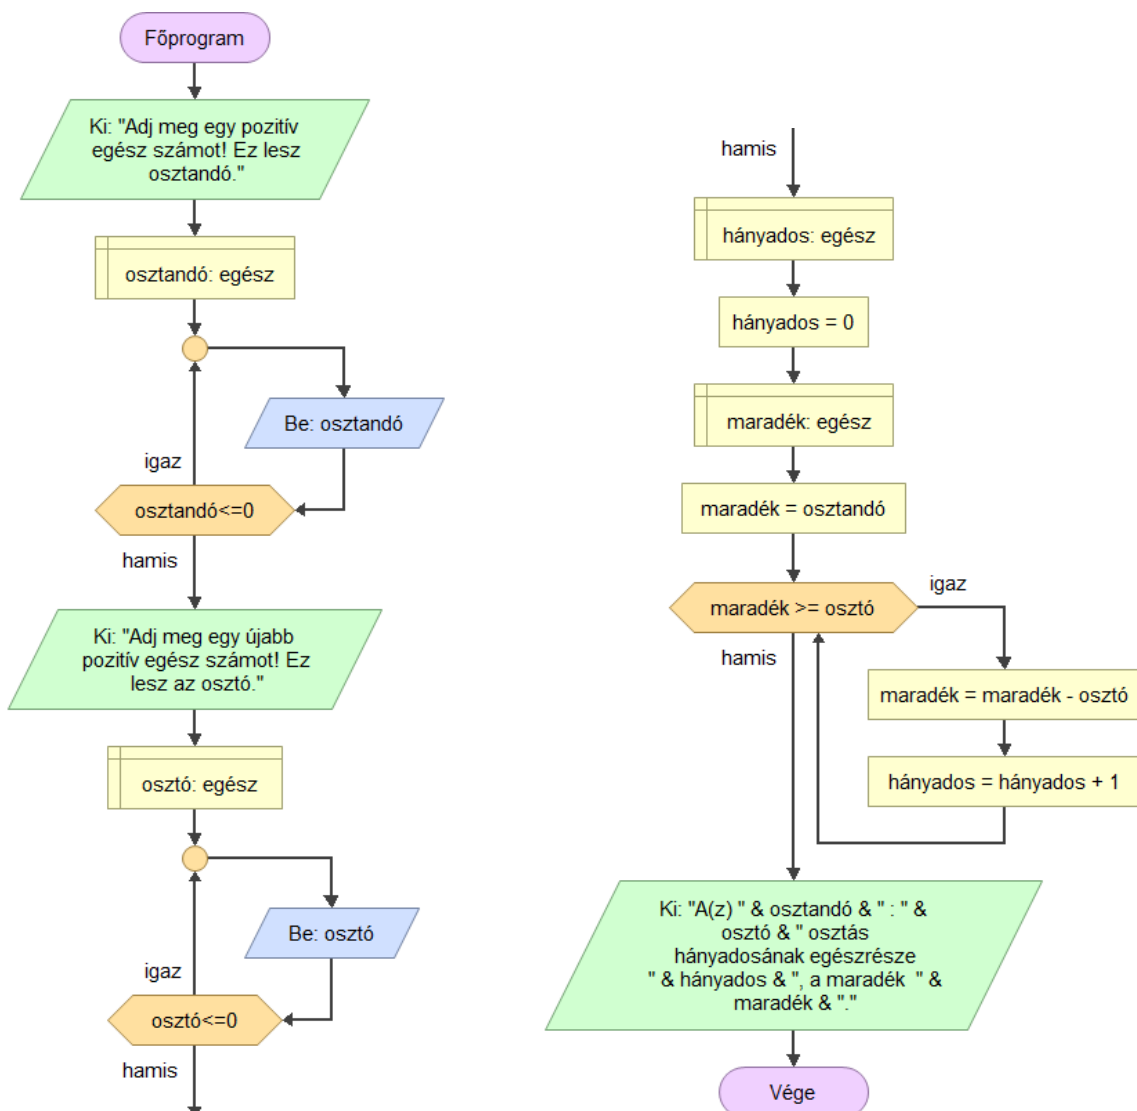 Főprogram
Ki: "Adj meg egy pozitív
egész számot! Ez lesz
osztandó."
osztandó: egész
Be: osztandó
igaz
osztandó<=0
hamis
Ki: "Adj meg egy újabb
pozitív egész számot! Ez
lesz az osztó."
osztó: egész
Be: osztó
igaz
osztó<=0
hamis
hamis
hányados: egész
hányados = 0
maradék: egész
maradék = osztandó
maradék >= osztó
igaz
hamis
maradék = maradék - osztó
hányados = hányados + 1
Ki: "A(z) " & osztandó & " : " &
osztó & " osztás
hányadosának egészrésze
" & hányados & ", a maradék  " &
maradék & "."
Vége